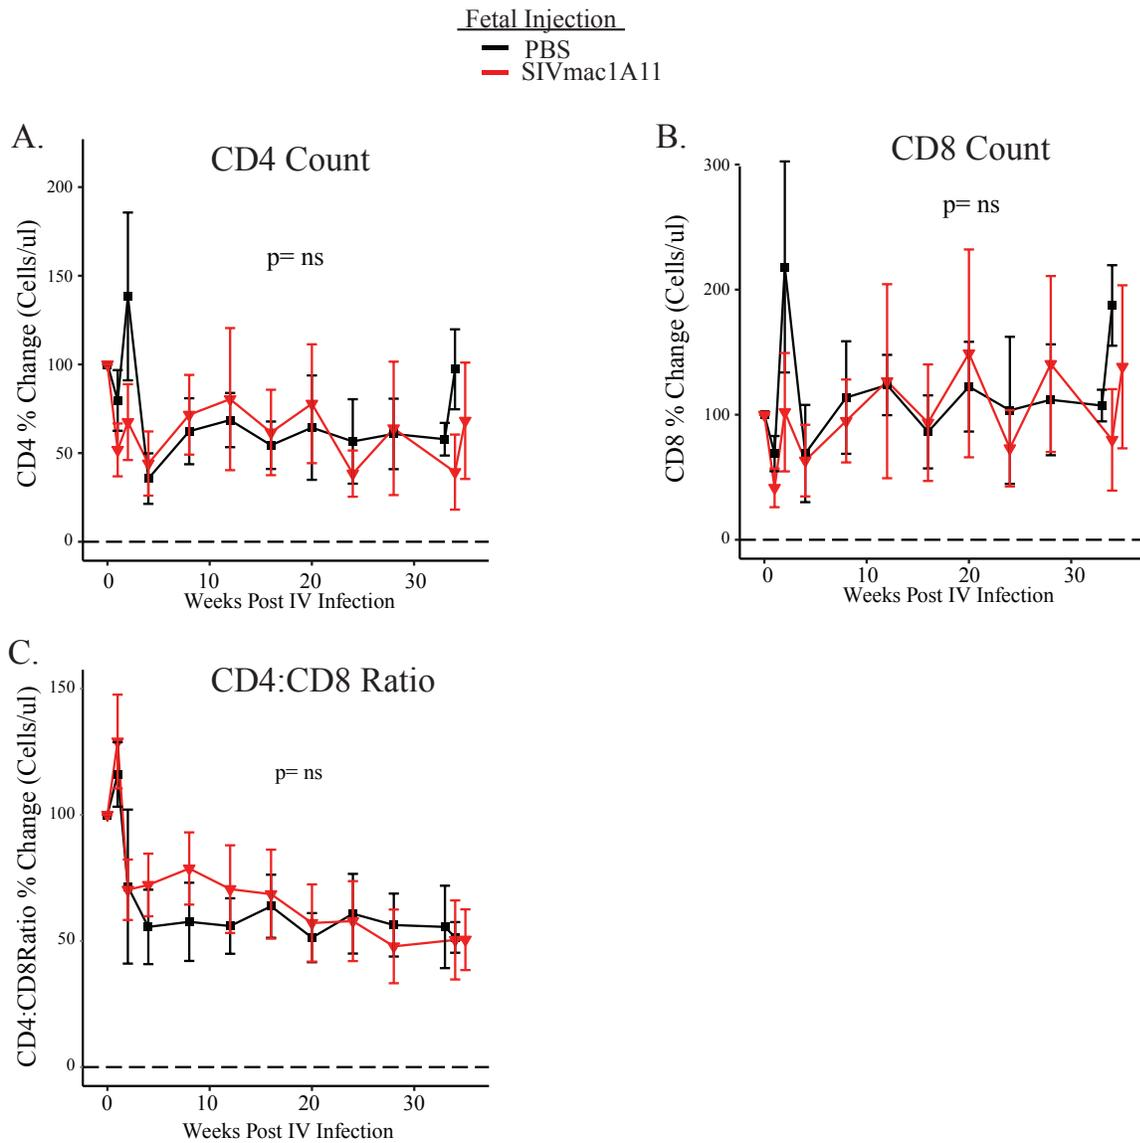 Fetal Injection
PBS
SIVmac1A11
A.
CD4 Count
p= ns
CD4 % Change (Cells/ul)
200
150
100
50
0
0 10 20 30
Weeks Post IV Infection
B.
CD8 Count
p= ns
CD8 % Change (Cells/ul)
300
200
100
0
0 10 20 30
Weeks Post IV Infection
C.
CD4:CD8 Ratio
p= ns
CD4:CD8Ratio % Change (Cells/ul)
150
100
50
0
0 10 20 30
Weeks Post IV Infection